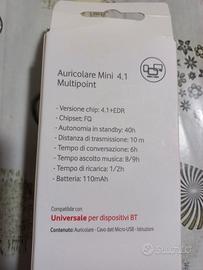 Auricolare Mini 4.1
Multipoint
- Versione chip: 4.1+EDR
- Chipset: FQ
- Autonomia in standby: 40h
- Distanza di trasmissione: 10 m
- Tempo di conversazione: 6h
- Tempo ascolto musica: 8/9h
- Tempo di ricarica: 1/2h
- Batteria: 110mAh
Compatibile con:
Universale per dispositivi BT
Contenuto: Auricolare - Cavo dati Micro-USB - Istruzioni
subito